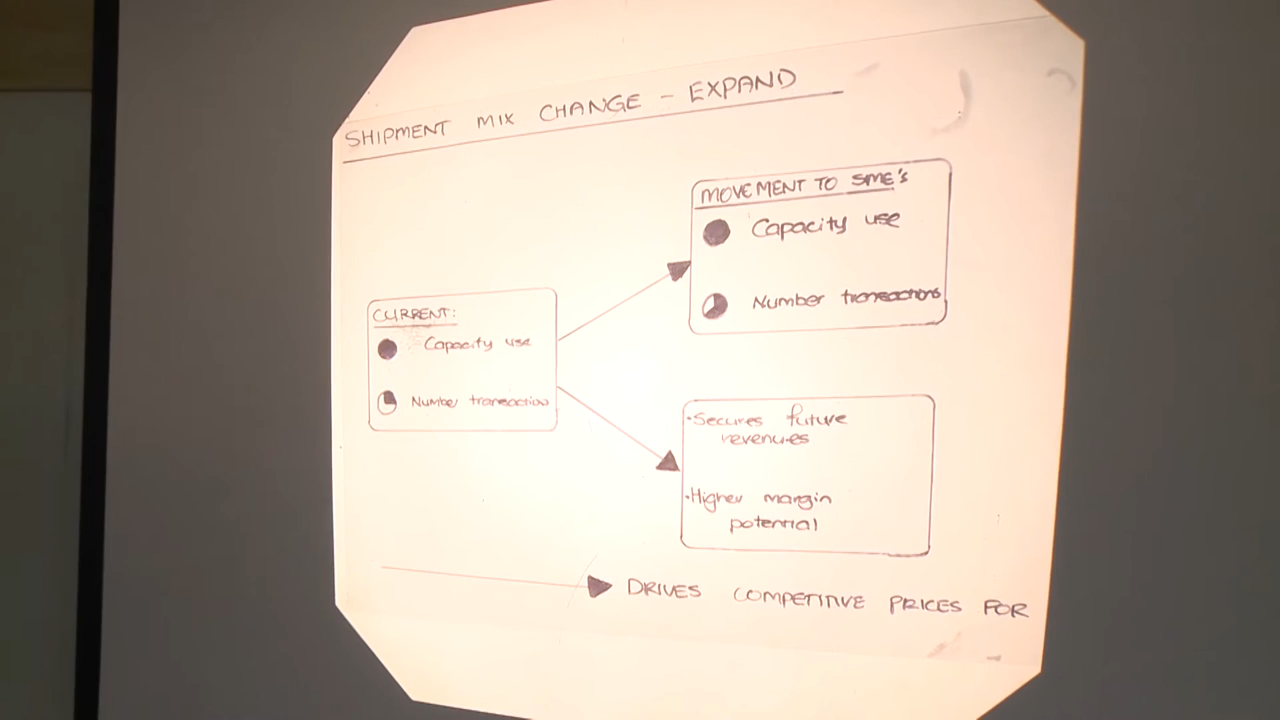 SHIPMENT MIX CHANGE - EXPAND
MOVEMENT TO SME's
Capacity use
Number transactions
CURRENT:
Capacity use
Number transactions
·Secures future
revenues
·Higher margin
potential
DRIVES COMPETITIVE PRICES FOR